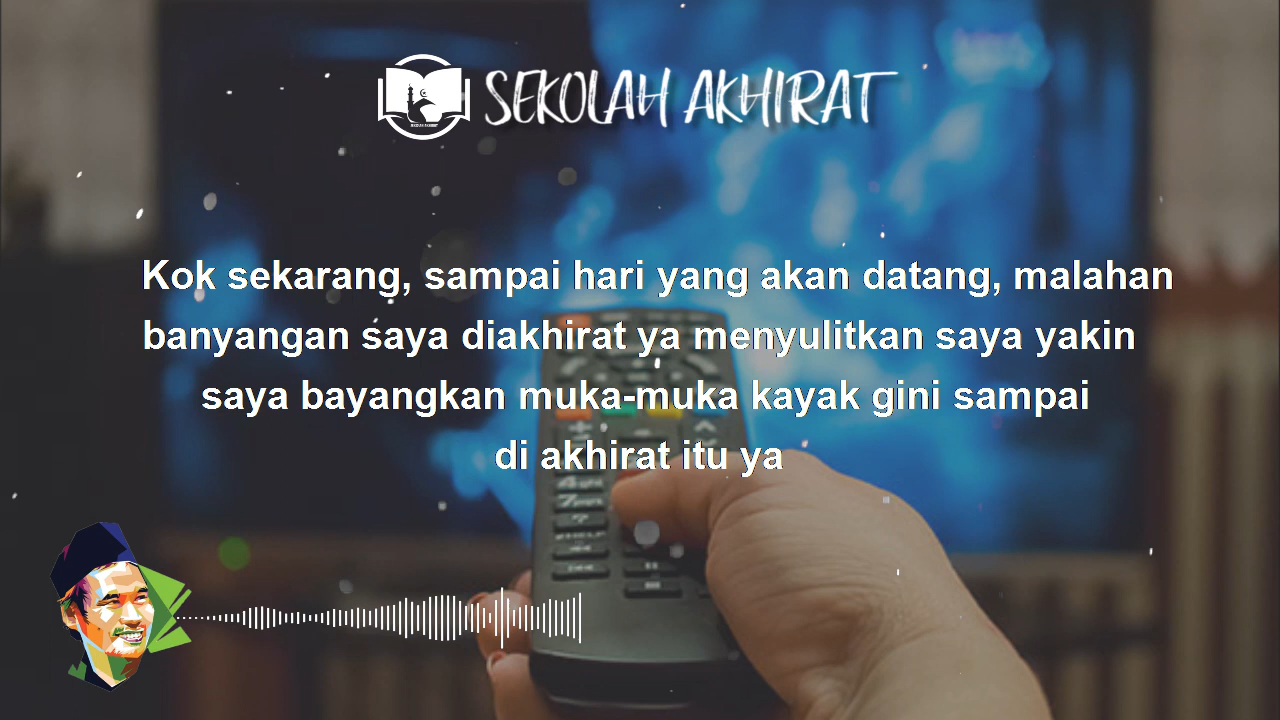 SEKOLAH AKHIRAT
Kok sekarang, sampai hari yang akan datang, malahan
banyangan saya diakhirat ya menyulitkan saya yakin
saya bayangkan muka-muka kayak gini sampai
di akhirat itu ya